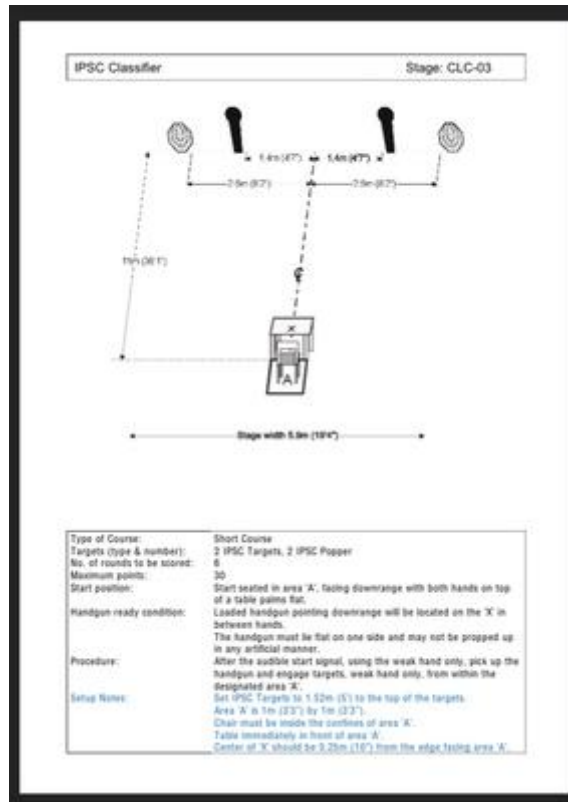 IPSC Classifier
Stage: CLC-03
1.4m (4'7")
1.4m (4'7")
11m (36'1")
X
A
Stage width 5.9m (19'4")
Type of Course: Short Course
Targets (type & number): 2 IPSC Targets, 2 IPSC Popper
No. of rounds to be scored: 6
Maximum points: 30
Start position: Start seated in area 'A', facing downrange with both hands on top
of a table palms flat.
Handgun ready condition: Loaded handgun pointing downrange will be located on the 'X' in
between hands.
The handgun must lie flat on one side and may not be propped up
in any artificial manner.
Procedure: After the audible start signal, using the weak hand only, pick up the
handgun and engage targets, weak hand only, from within the
designated area 'A'.
Setup Notes: Set IPSC Targets to 1.52m (5') to the top of the targets.
Area 'A' is 1m (3'3") by 1m (3'3").
Chair must be inside the confines of area 'A'.
Table immediately in front of area 'A'.
Center of 'X' should be 0.25m (10") from the edge facing area 'A'.